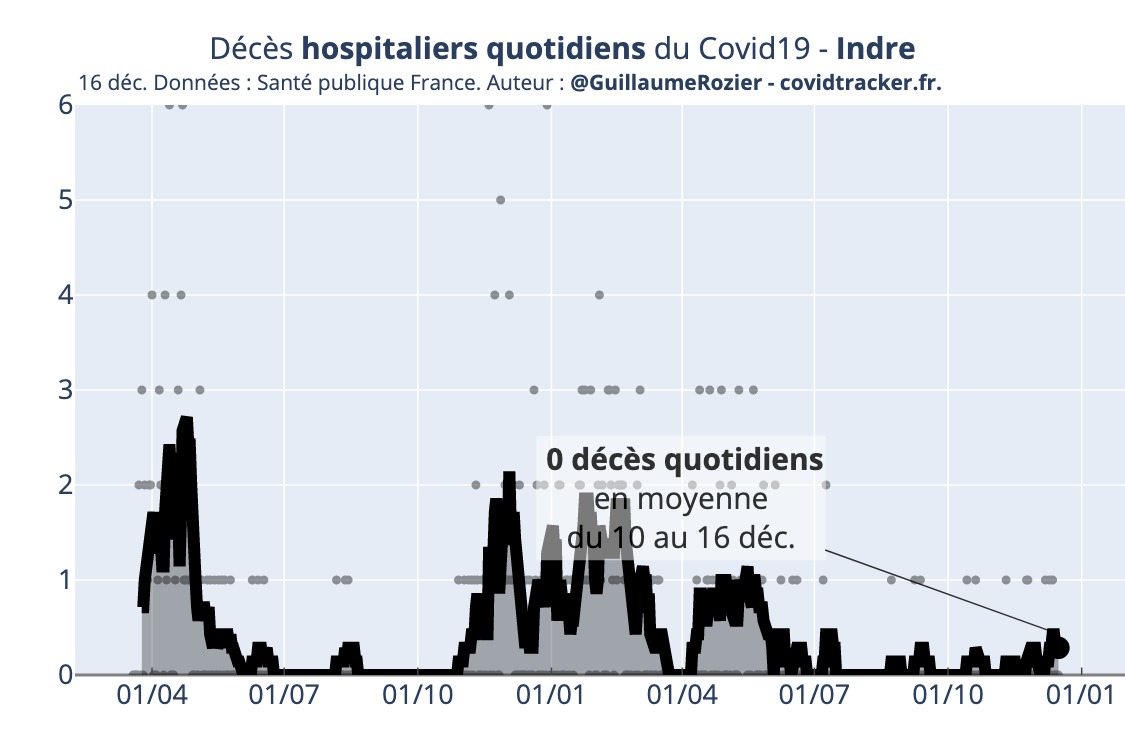 Décès hospitaliers quotidiens du Covid19 - Indre
16 déc. Données : Santé publique France. Auteur : @GuillaumeRozier - covidtracker.fr.
6
5
4
3
2
1
0
0 décès quotidiens
en moyenne
du 10 au 16 déc.
01/04 01/07 01/10 01/01 01/04 01/07 01/10 01/01